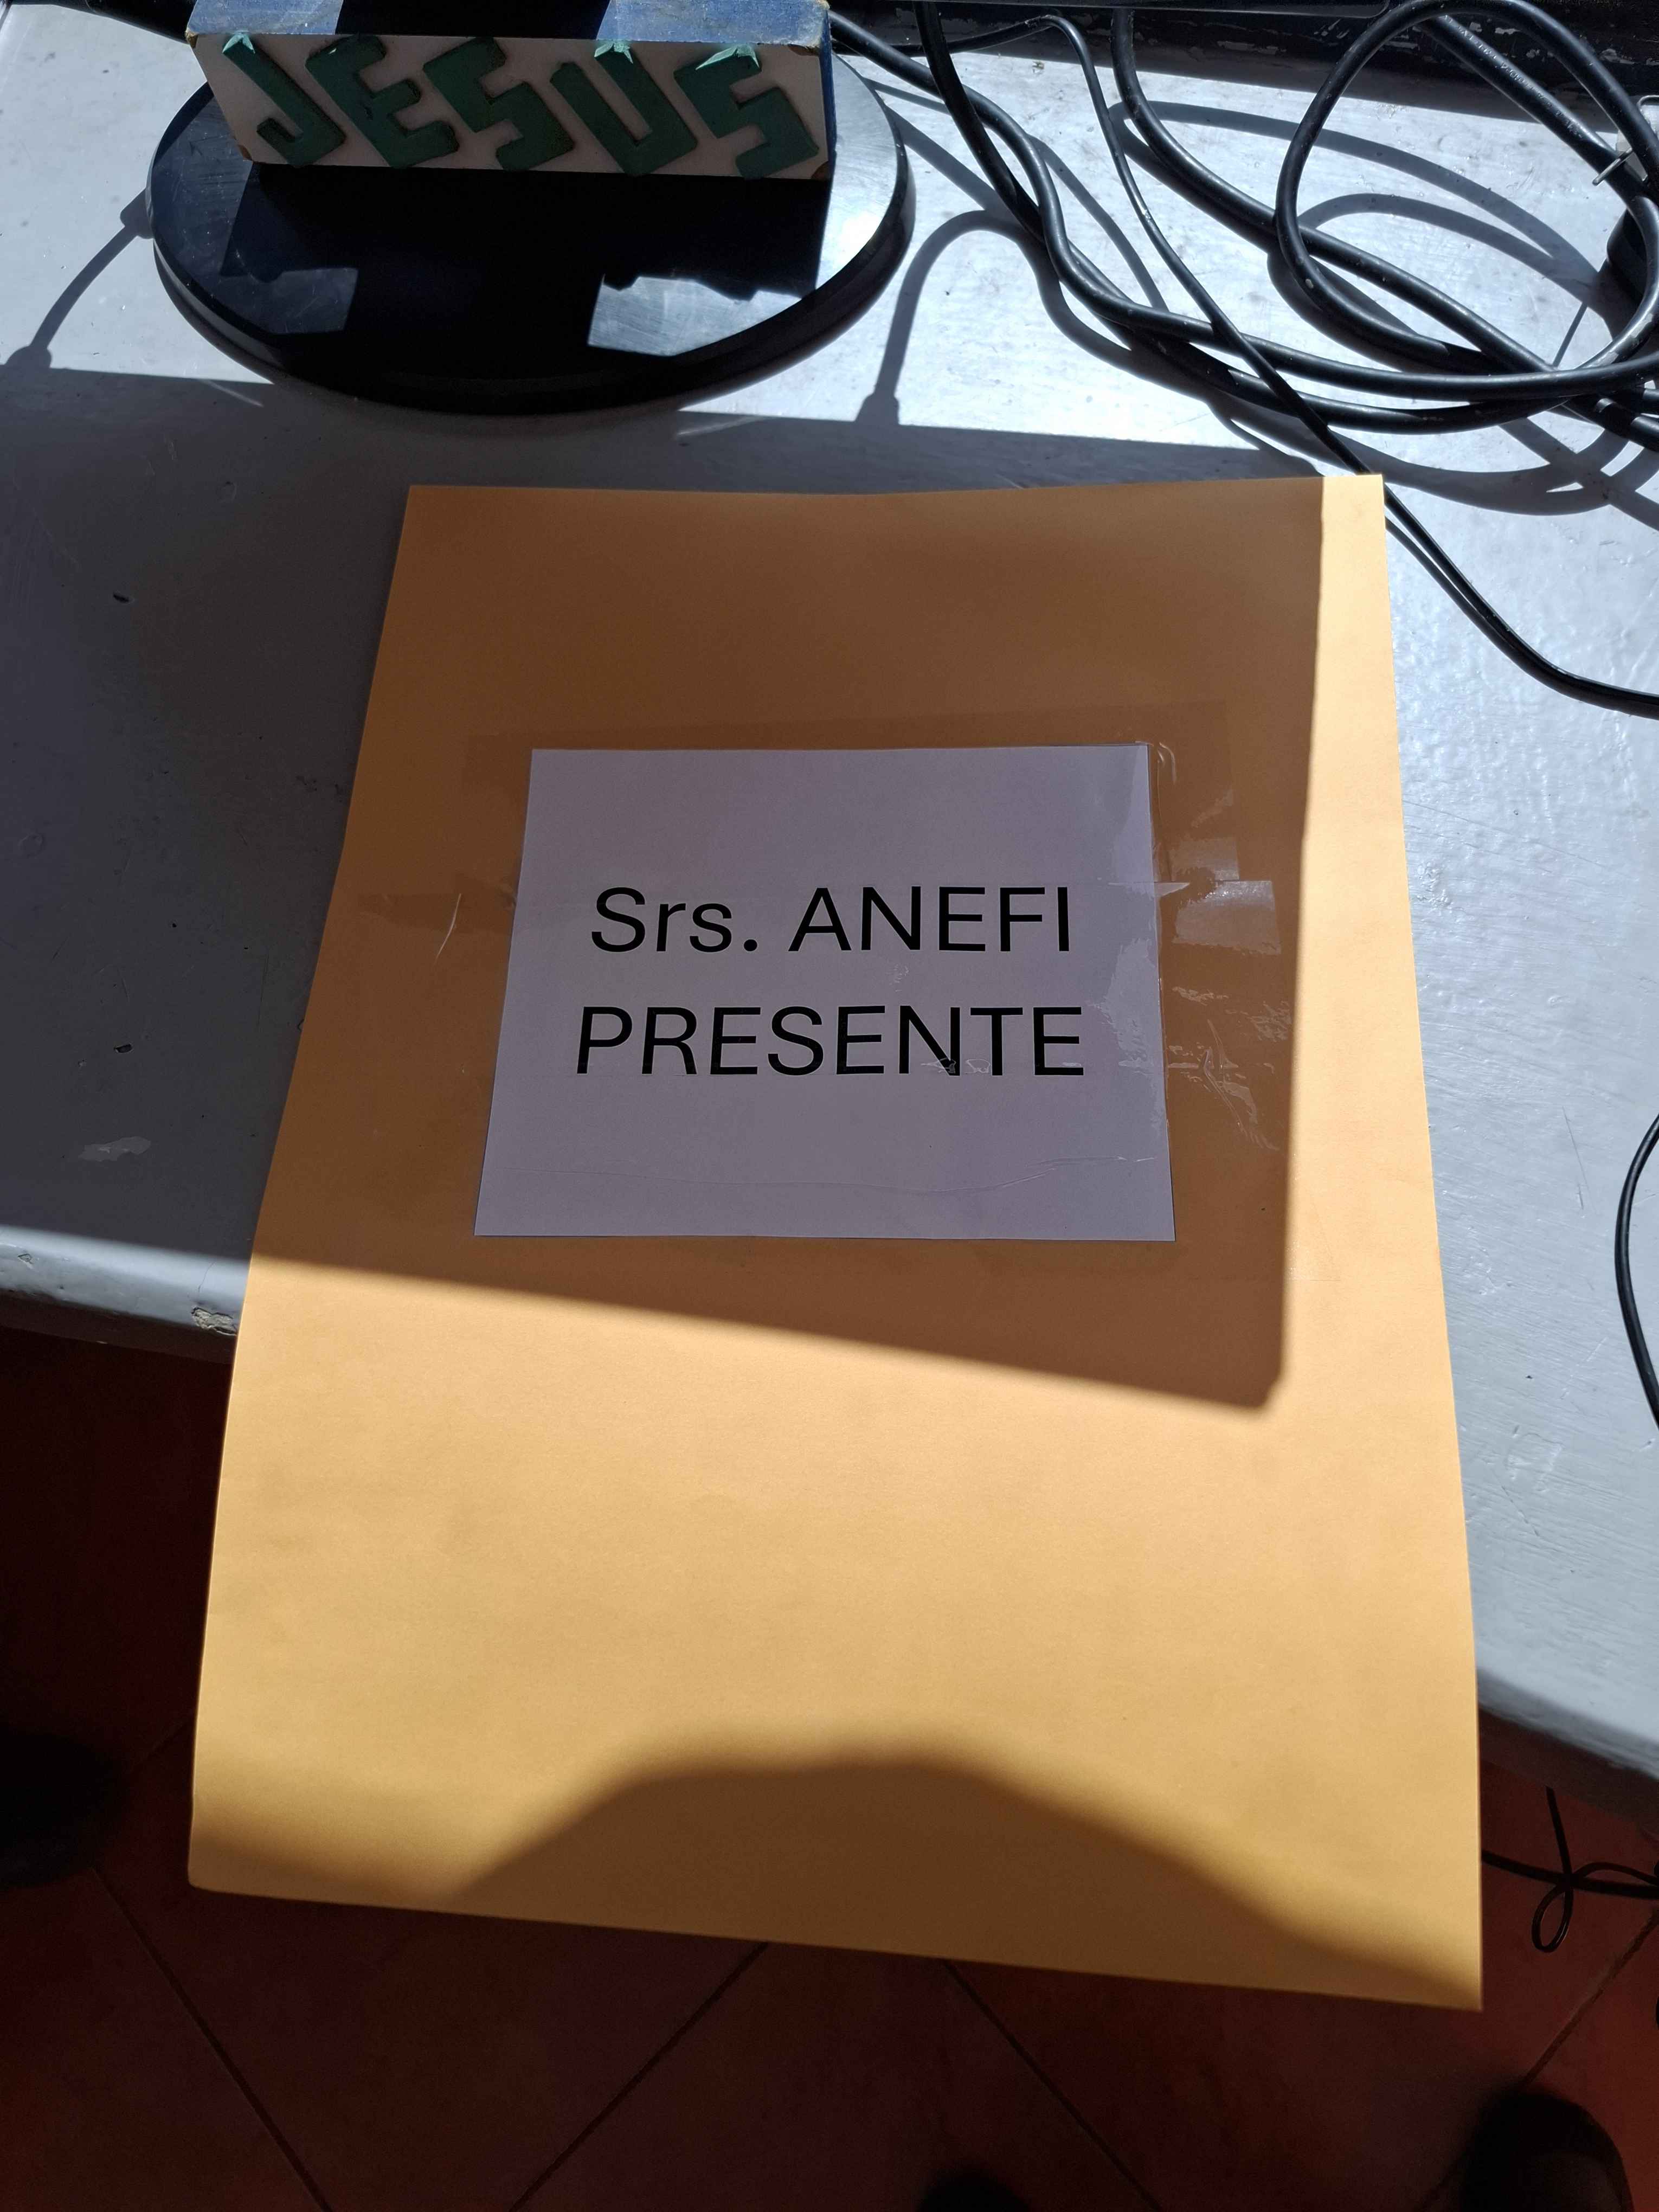 JESUS
Srs. ANEFI
PRESENTE